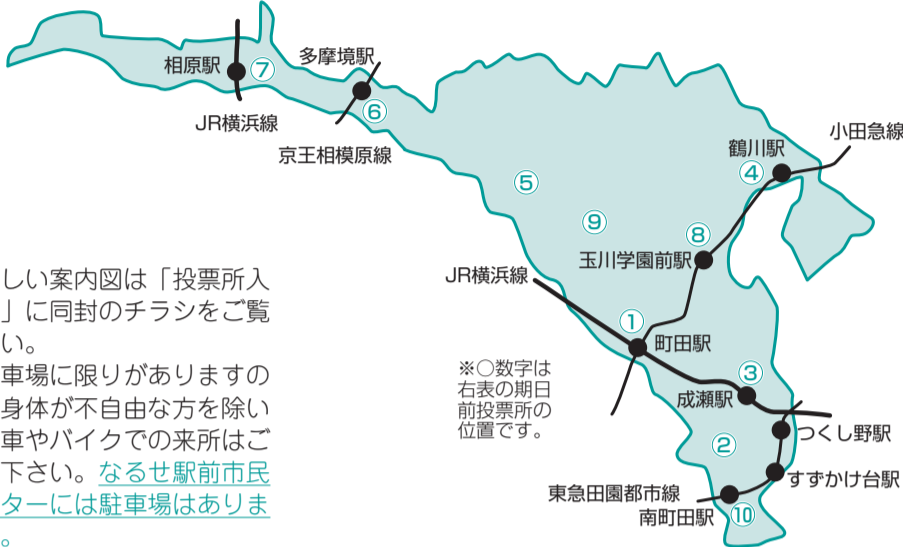 相原駅
⑦
多摩境駅
⑥
JR横浜線
京王相模原線
小田急線
鶴川駅
④
⑤
⑨
⑧
玉川学園前駅
JR横浜線
①
町田駅
③
成瀬駅
※○数字は
右表の期日
前投票所の
位置です。
つくし野駅
②
すずかけ台駅
東急田園都市線
南町田駅
⑩
しい案内図は「投票所入
」に同封のチラシをご覧
い。
車場に限りがありますの
身体が不自由な方を除い
車やバイクでの来所はご
下さい。なるせ駅前市民
ターには駐車場はありま
。